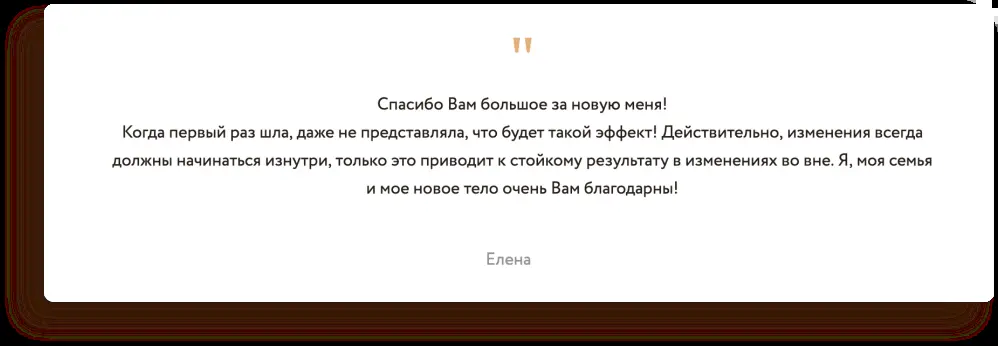 "
Спасибо Вам большое за новую меня!
Когда первый раз шла, даже не представляла, что будет такой эффект! Действительно, изменения всегда
должны начинаться изнутри, только это приводит к стойкому результату в изменениях во вне. Я, моя семья
и мое новое тело очень Вам благодарны!
Елена